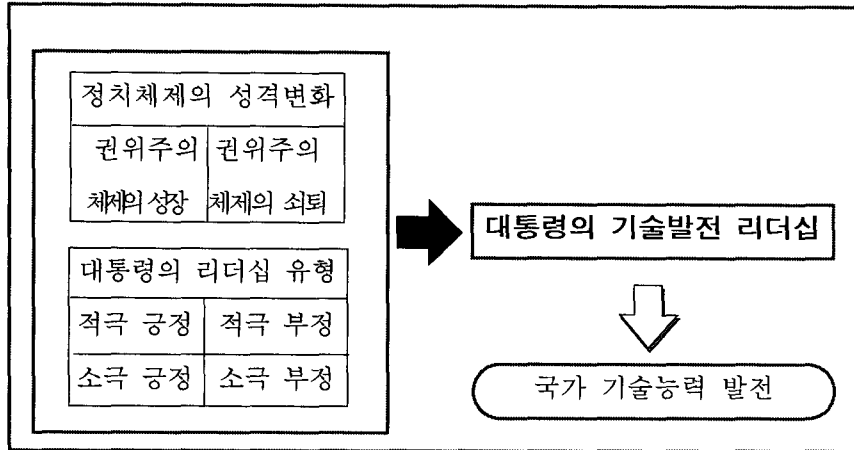 정치체제의 성격변화
권위주의 권위주의
체제의 성장 체제의 쇠퇴
대통령의 리더십 유형
적극 긍정 적극 부정
소극 긍정 소극 부정
대통령의 기술발전 리더십
국가 기술능력 발전